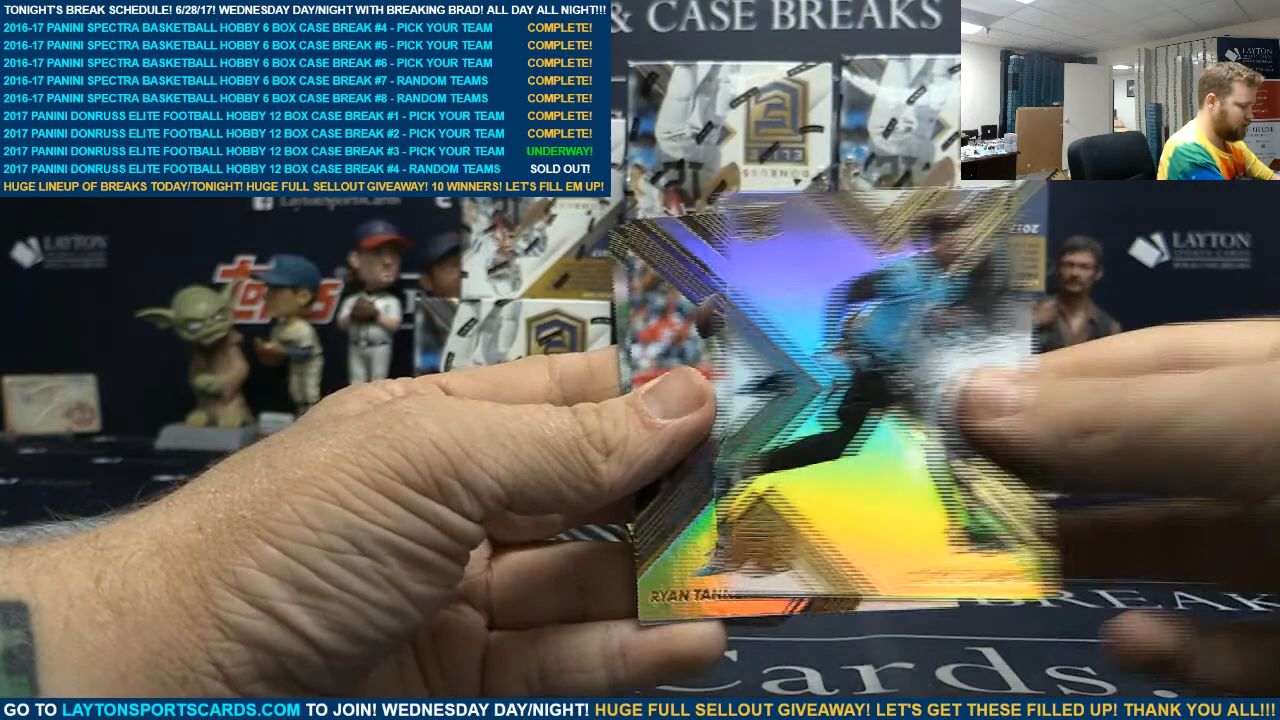 TONIGHT'S BREAK SCHEDULE! 6/28/17! WEDNESDAY DAY/NIGHT WITH BREAKING BRAD! ALL DAY ALL NIGHT!!!
2016-17 PANINI SPECTRA BASKETBALL HOBBY 6 BOX CASE BREAK #4 - PICK YOUR TEAM COMPLETE!
2016-17 PANINI SPECTRA BASKETBALL HOBBY 6 BOX CASE BREAK #5 - PICK YOUR TEAM COMPLETE!
2016-17 PANINI SPECTRA BASKETBALL HOBBY 6 BOX CASE BREAK #6 - PICK YOUR TEAM COMPLETE!
2016-17 PANINI SPECTRA BASKETBALL HOBBY 6 BOX CASE BREAK #7 - RANDOM TEAMS COMPLETE!
2016-17 PANINI SPECTRA BASKETBALL HOBBY 6 BOX CASE BREAK #8 - RANDOM TEAMS COMPLETE!
2017 PANINI DONRUSS ELITE FOOTBALL HOBBY 12 BOX CASE BREAK #1 - PICK YOUR TEAM COMPLETE!
2017 PANINI DONRUSS ELITE FOOTBALL HOBBY 12 BOX CASE BREAK #2 - PICK YOUR TEAM COMPLETE!
2017 PANINI DONRUSS ELITE FOOTBALL HOBBY 12 BOX CASE BREAK #3 - PICK YOUR TEAM UNDERWAY!
2017 PANINI DONRUSS ELITE FOOTBALL HOBBY 12 BOX CASE BREAK #4 - RANDOM TEAMS SOLD OUT!
HUGE LINEUP OF BREAKS TODAY/TONIGHT! HUGE FULL SELLOUT GIVEAWAY! 10 WINNERS! LET'S FILL EM UP!
& CASE BREAKS
LAYTON
LaytonSportsCards
LAYTON
LAYTON
SPORTS CARDS
topps
RYAN
BREAK
Cards.
GO TO LAYTONSPORTSCARDS.COM TO JOIN! WEDNESDAY DAY/NIGHT! HUGE FULL SELLOUT GIVEAWAY! LET'S GET THESE FILLED UP! THANK YOU ALL!!!